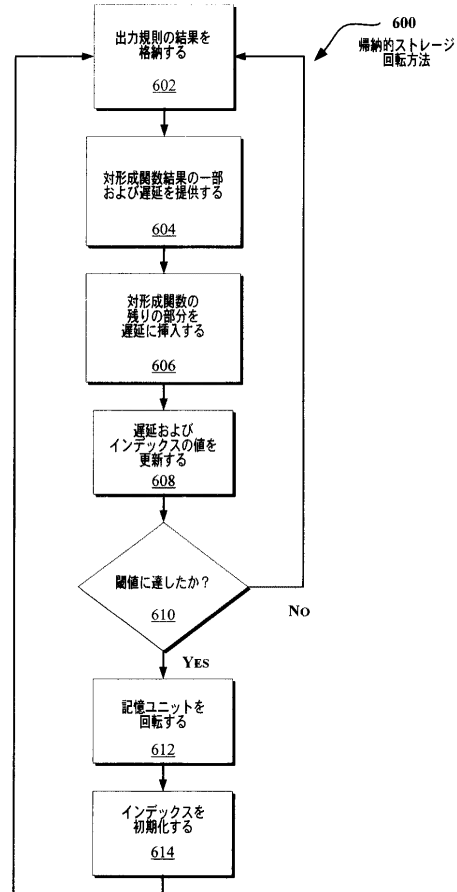 600
帰納的ストレージ
回転方法
出力規則の結果を
格納する
602
対形成関数結果の一部
および遅延を提供する
604
対形成関数の
残りの部分を
遅延に挿入する
606
遅延および
インデックスの値を
更新する
608
閾値に達したか？
610
NO
YES
記憶ユニットを
回転する
612
インデックスを
初期化する
614